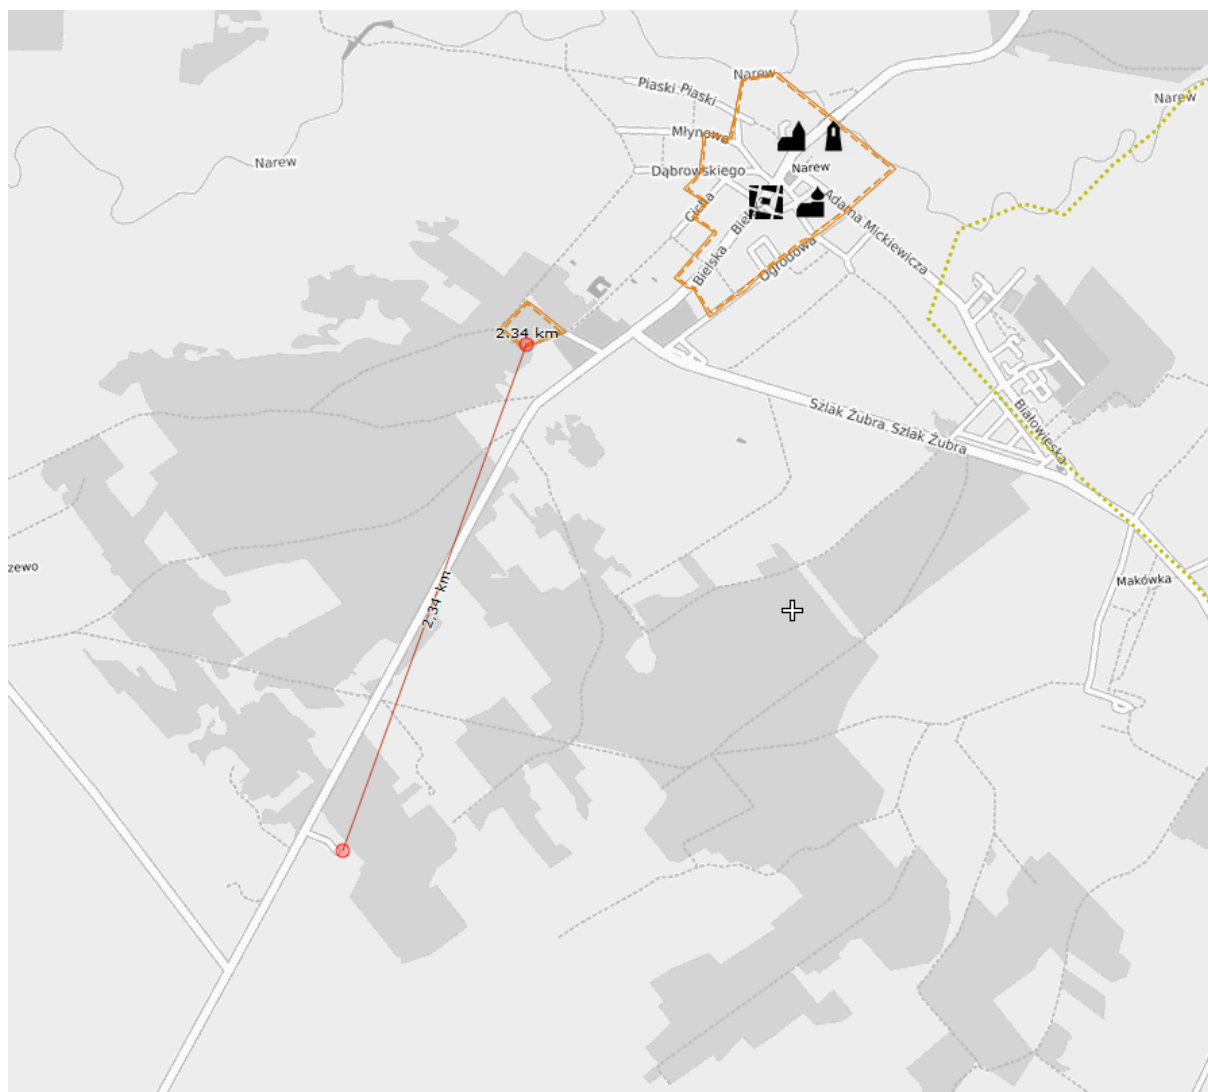 Narew
Piaski Piaski
Narew
Młynowa
Narew
Dąbrowskiego
Narew
Cicha
Bielska
Adama Mickiewicza
Bielska
Ogrodowa
2.34 km
Szlak Żubra
Szlak Żubra
Białowieska
zewo
2.34 km
Makówka